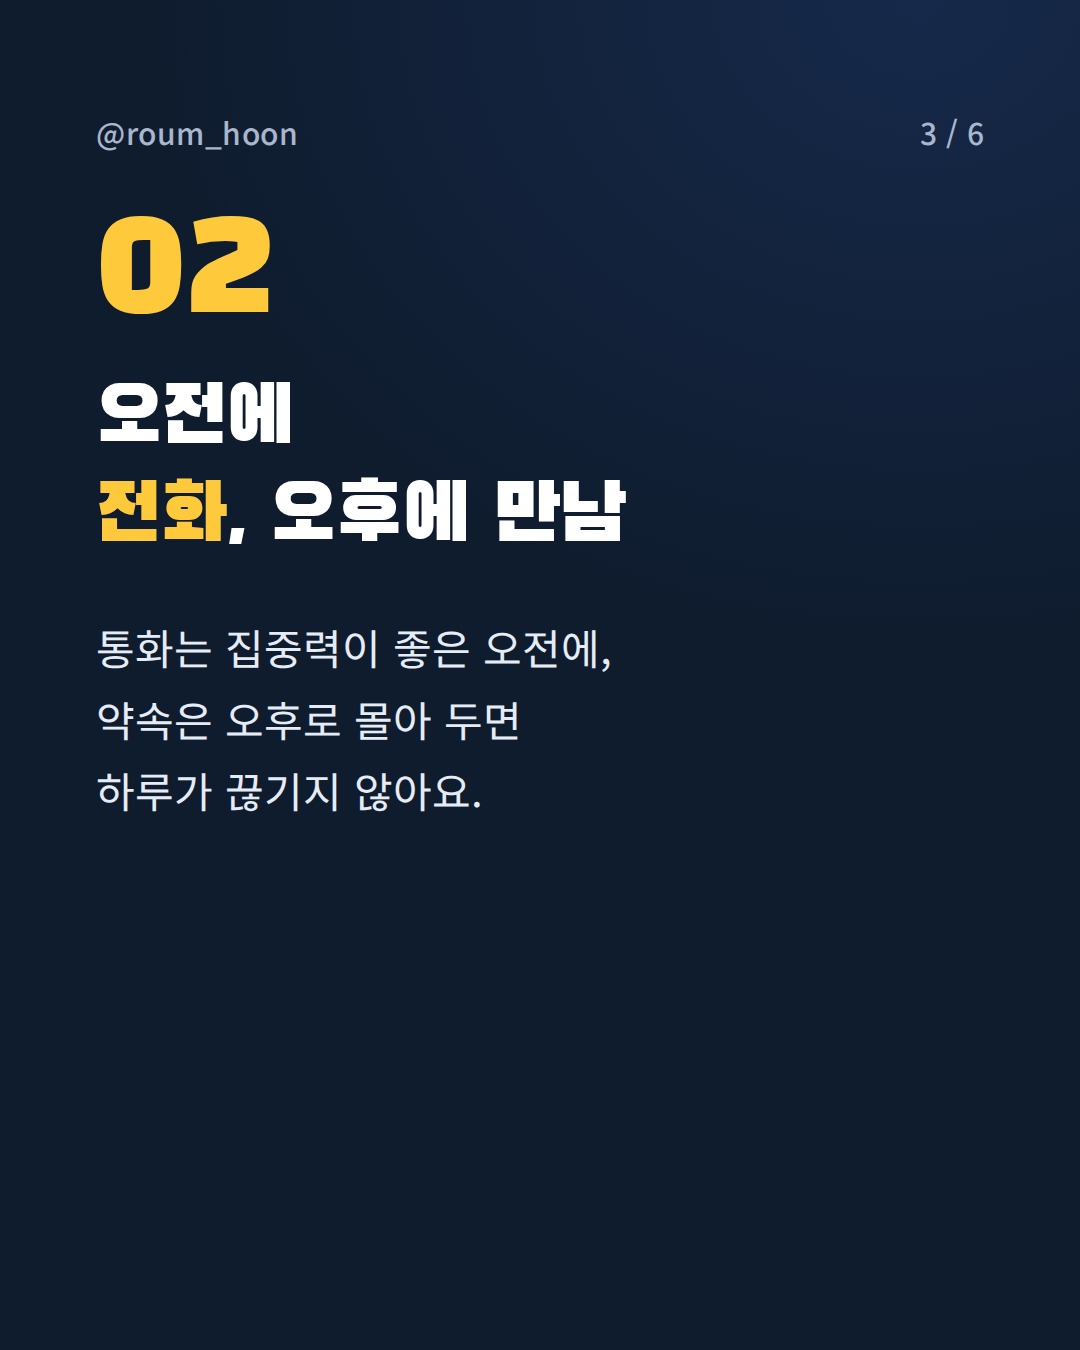 @roum_hoon
3 / 6
02
오전에
전화, 오후에 만남
통화는 집중력이 좋은 오전에,
약속은 오후로 몰아 두면
하루가 끊기지 않아요.